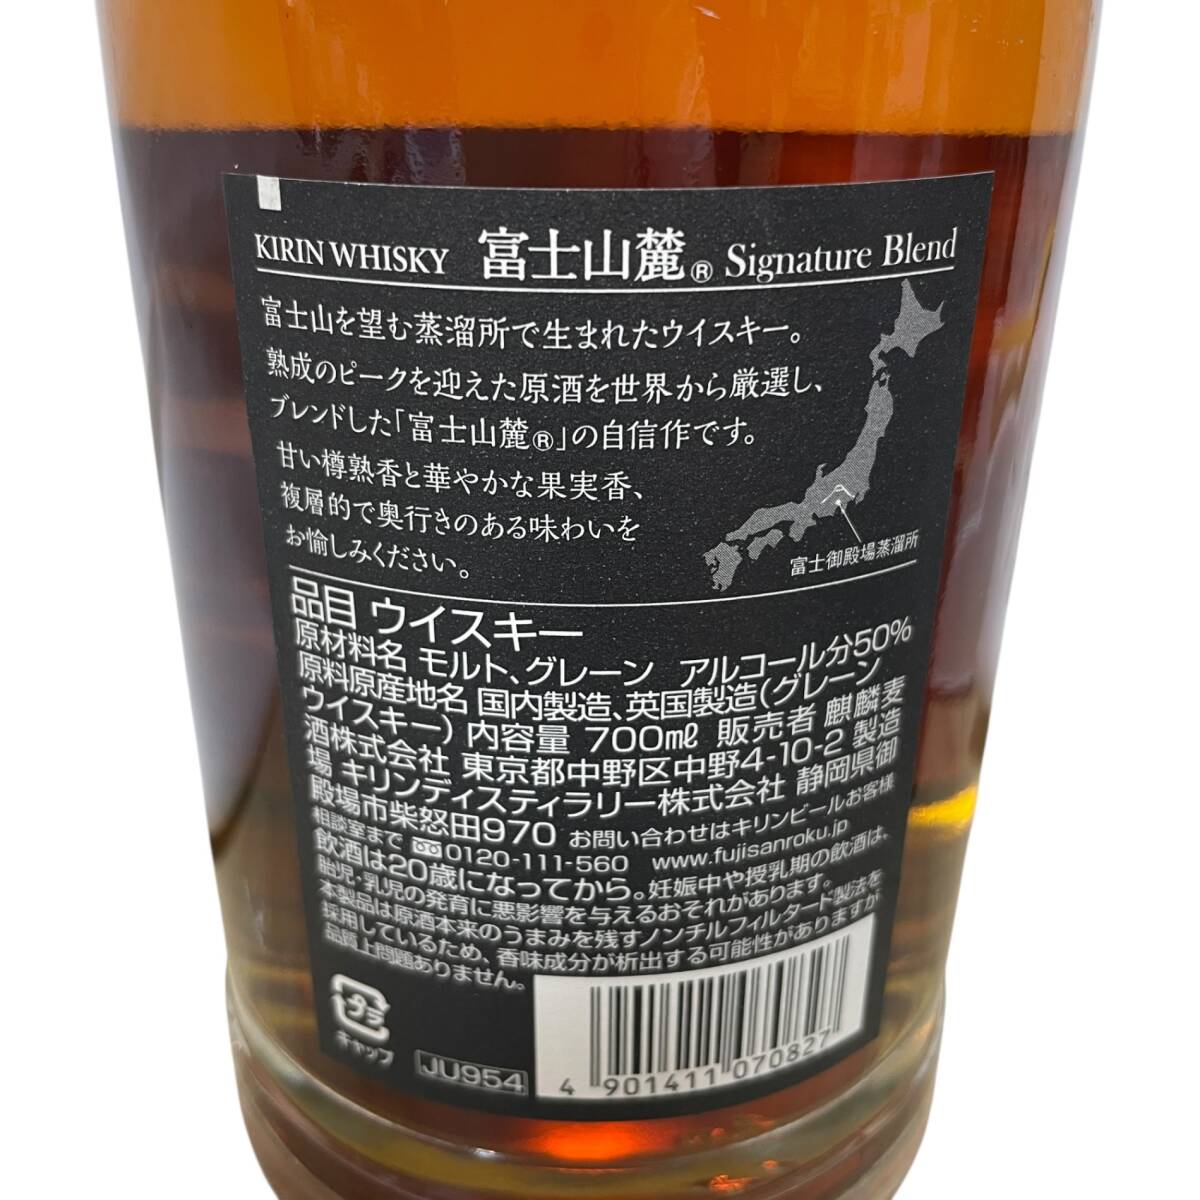 KIRIN WHISKY 富士山麓® Signature Blend
富士山を望む蒸溜所で生まれたウイスキー。
熟成のピークを迎えた原酒を世界から厳選し、
ブレンドした「富士山麓®」の自信作です。
甘い樽熟香と華やかな果実香、
複層的で奥行きのある味わいを
お愉しみください。
富士御殿場蒸溜所
品目 ウイスキー
原材料名 モルト、グレーン アルコール分50%
原料原産地名 国内製造、英国製造(グレーン
ウイスキー) 内容量 700mℓ 販売者 麒麟麦
酒株式会社 東京都中野区中野4-10-2 製造
場 キリンディスティラリー株式会社 静岡県御
殿場市柴怒田970 お問い合わせはキリンビールお客様
相談室まで 0120-111-560 www.fujisanroku.jp
飲酒は20歳になってから。妊娠中や授乳期の飲酒は、
胎児・乳児の発育に悪影響を与えるおそれがあります。
本製品は原酒本来のうまみを残すノンチルフィルタード製法を
採用しているため、香味成分が析出する可能性がありますが
品質上問題ありません。
プラ
キャップ
JU954
4 901411 070827